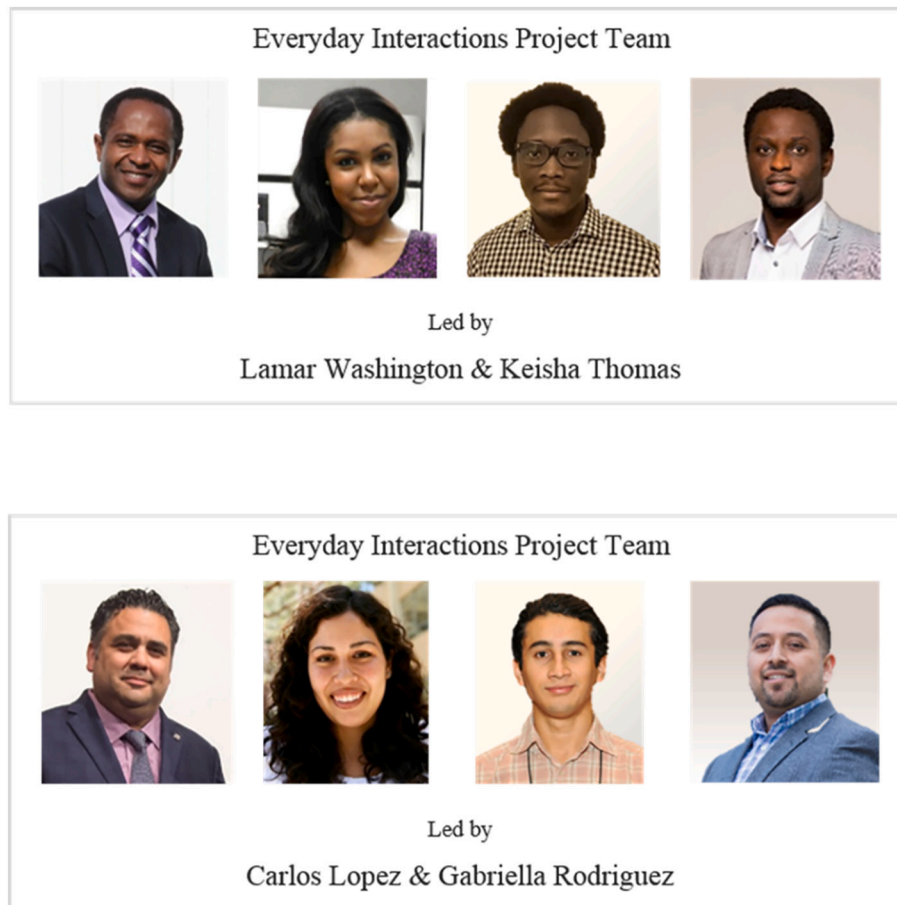 Everyday Interactions Project Team
Led by
Lamar Washington & Keisha Thomas
Everyday Interactions Project Team
Led by
Carlos Lopez & Gabriella Rodriguez